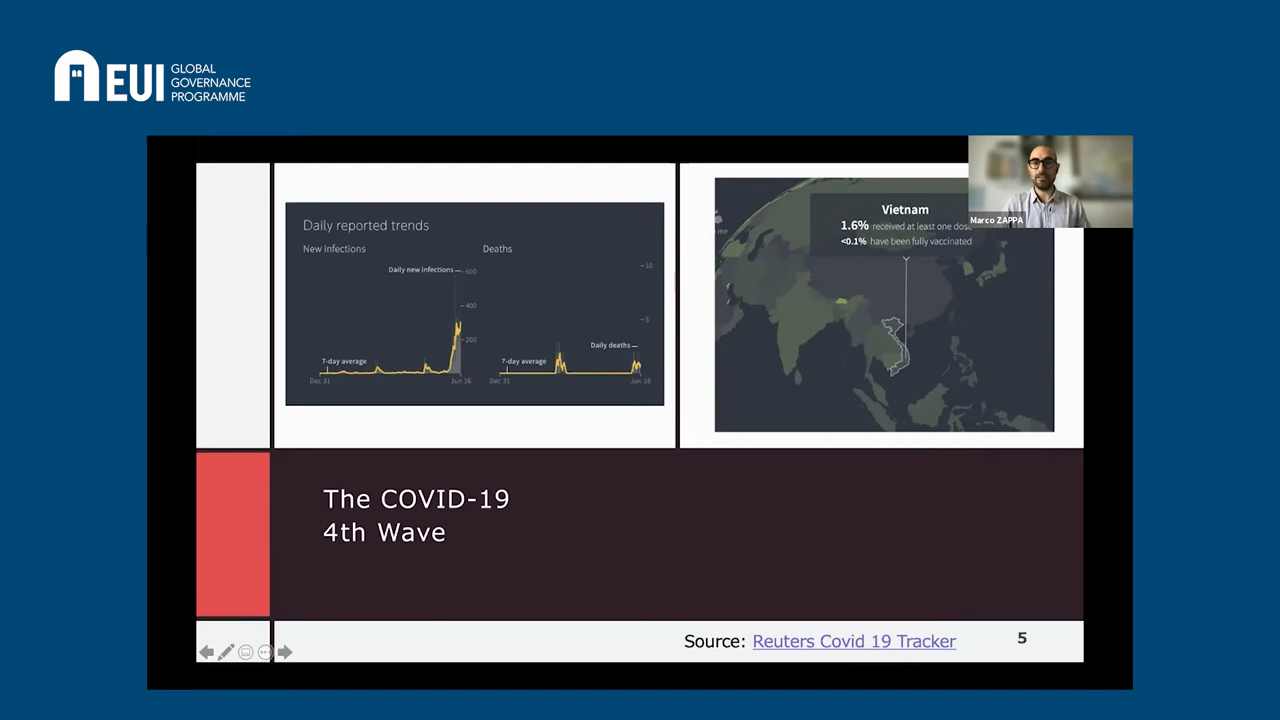 EUI
GLOBAL
GOVERNANCE
PROGRAMME
Daily reported trends
New infections
Deaths
Daily new infections
600
400
200
7-day average
Dec 31
Jun 16
10
5
Daily deaths
7-day average
Dec 31
Jun 16
Vietnam
1.6% received at least one dose
<0.1% have been fully vaccinated
Marco ZAPPA
The COVID-19
4th Wave
Source: Reuters Covid 19 Tracker
5